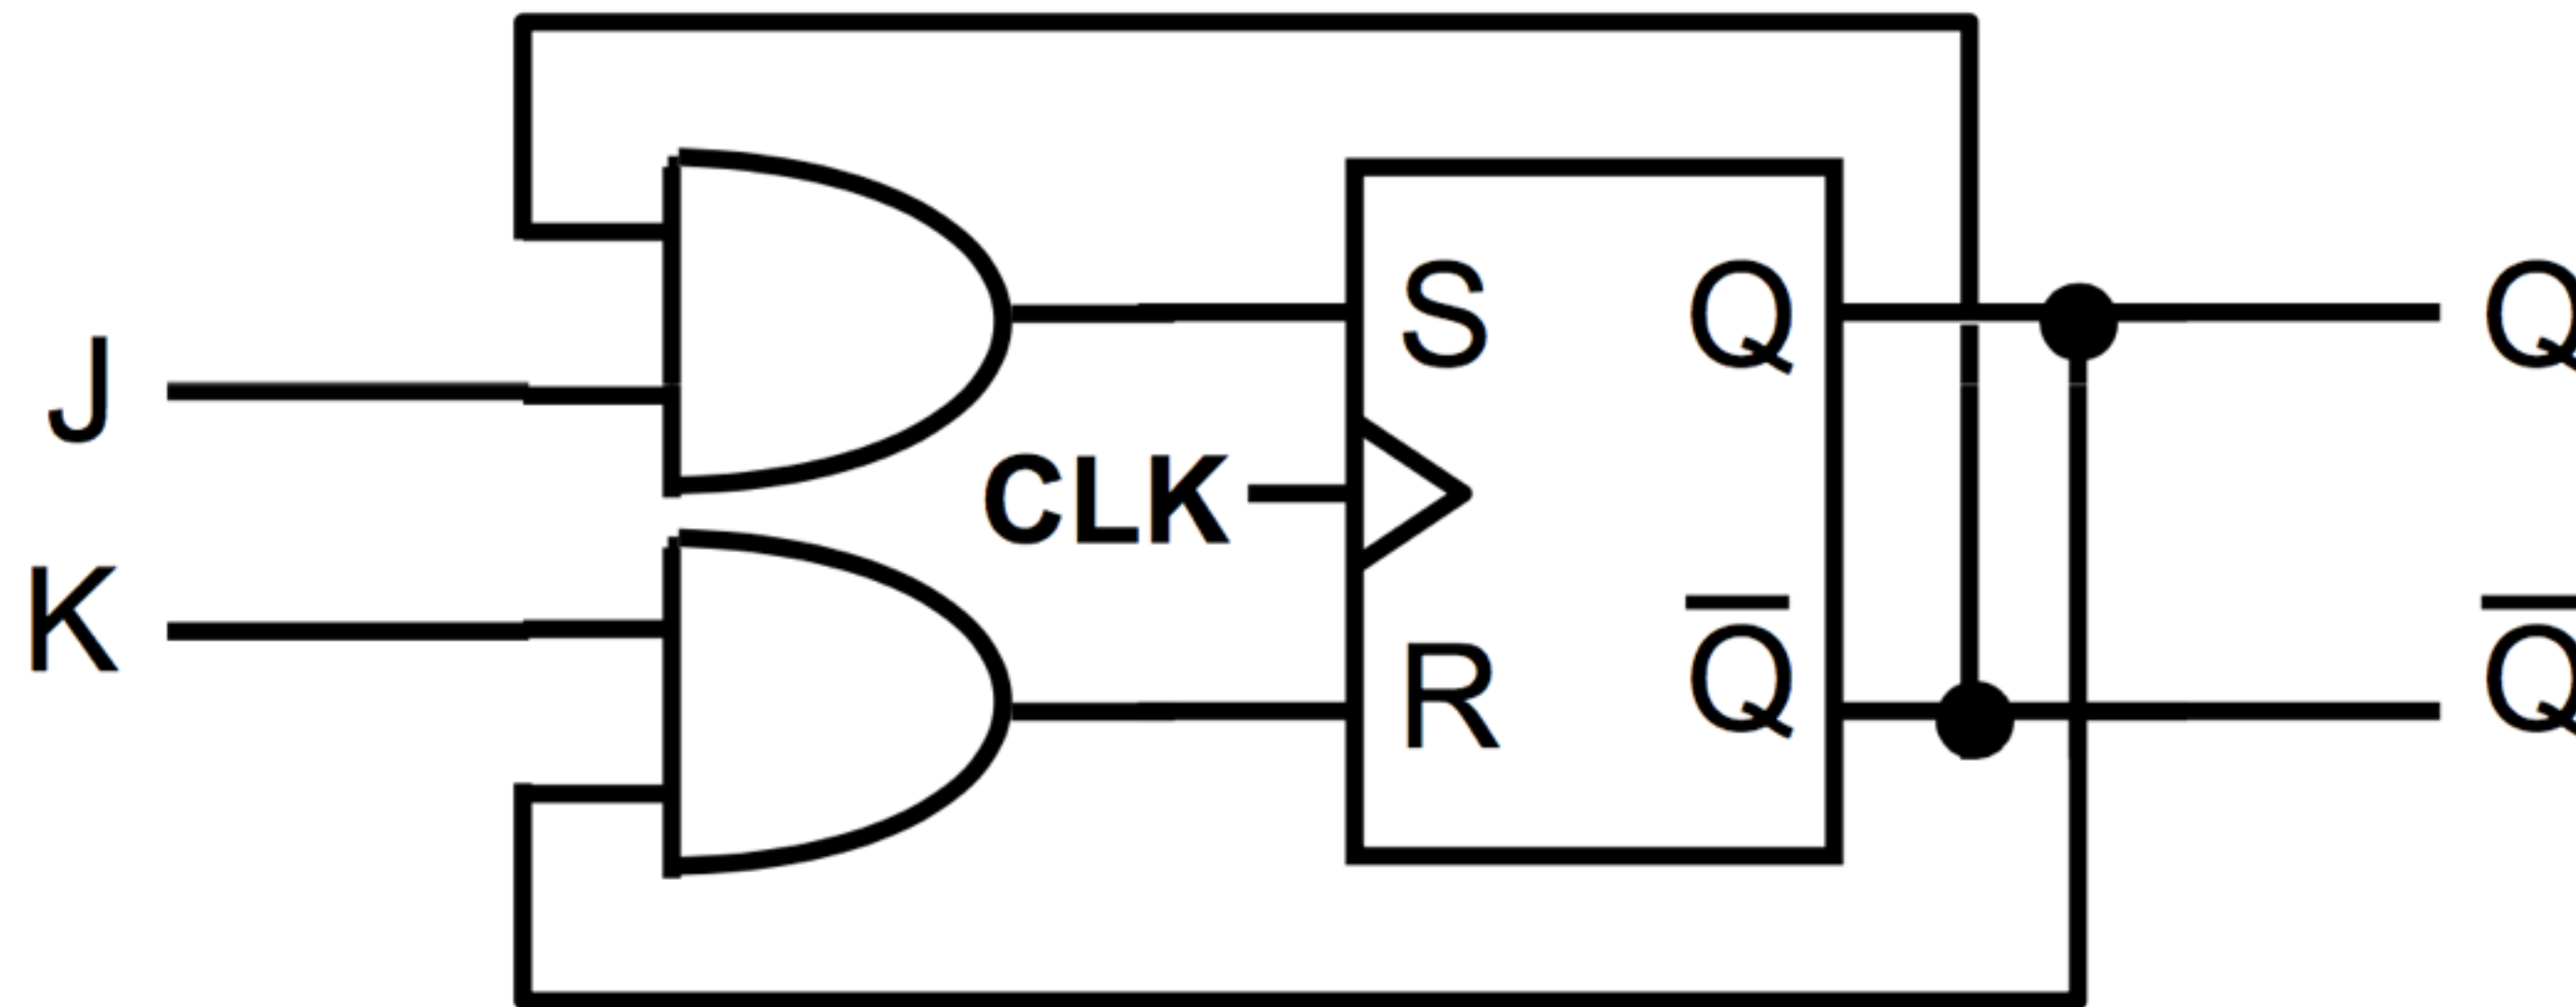 S Q Q
J
CLK
K
R Q̅ Q̅